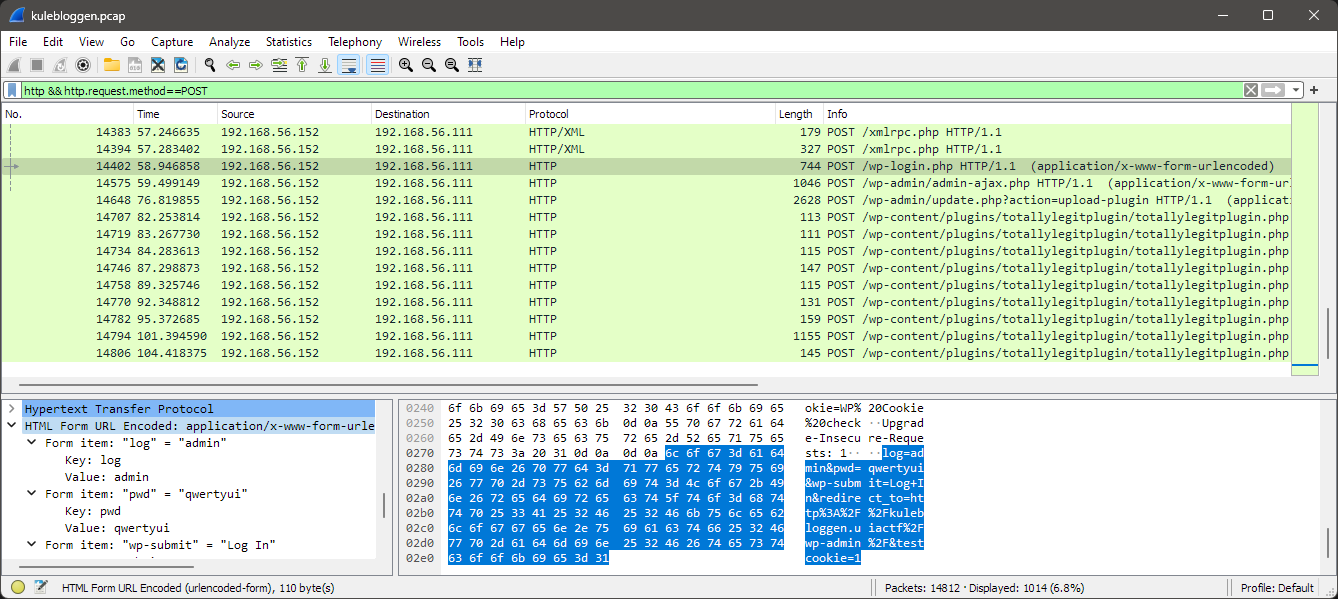 kulebloggen.pcap
File Edit View Go Capture Analyze Statistics Telephony Wireless Tools Help
http && http.request.method==POST
No. Time Source Destination Protocol Length Info
14383 57.246635 192.168.56.152 192.168.56.111 HTTP/XML 179 POST /xmlrpc.php HTTP/1.1
14394 57.283402 192.168.56.152 192.168.56.111 HTTP/XML 327 POST /xmlrpc.php HTTP/1.1
14402 58.946858 192.168.56.152 192.168.56.111 HTTP 744 POST /wp-login.php HTTP/1.1 (application/x-www-form-urlencoded)
14575 59.499149 192.168.56.152 192.168.56.111 HTTP 1046 POST /wp-admin/admin-ajax.php HTTP/1.1 (application/x-www-form-url
14648 76.819855 192.168.56.152 192.168.56.111 HTTP 2628 POST /wp-admin/update.php?action=upload-plugin HTTP/1.1 (applicat
14707 82.253814 192.168.56.152 192.168.56.111 HTTP 113 POST /wp-content/plugins/totallylegitplugin/totallylegitplugin.php
14719 83.267730 192.168.56.152 192.168.56.111 HTTP 111 POST /wp-content/plugins/totallylegitplugin/totallylegitplugin.php
14734 84.283613 192.168.56.152 192.168.56.111 HTTP 115 POST /wp-content/plugins/totallylegitplugin/totallylegitplugin.php
14746 87.298873 192.168.56.152 192.168.56.111 HTTP 147 POST /wp-content/plugins/totallylegitplugin/totallylegitplugin.php
14758 89.325746 192.168.56.152 192.168.56.111 HTTP 115 POST /wp-content/plugins/totallylegitplugin/totallylegitplugin.php
14770 92.348812 192.168.56.152 192.168.56.111 HTTP 131 POST /wp-content/plugins/totallylegitplugin/totallylegitplugin.php
14782 95.372685 192.168.56.152 192.168.56.111 HTTP 159 POST /wp-content/plugins/totallylegitplugin/totallylegitplugin.php
14794 101.394590 192.168.56.152 192.168.56.111 HTTP 1155 POST /wp-content/plugins/totallylegitplugin/totallylegitplugin.php
14806 104.418375 192.168.56.152 192.168.56.111 HTTP 145 POST /wp-content/plugins/totallylegitplugin/totallylegitplugin.php
Hypertext Transfer Protocol
HTML Form URL Encoded: application/x-www-form-urle
Form item: "log" = "admin"
Key: log
Value: admin
Form item: "pwd" = "qwertyui"
Key: pwd
Value: qwertyui
Form item: "wp-submit" = "Log In"
0240 6f 6b 69 65 3d 57 50 25 32 30 43 6f 6f 6b 69 65 okie=WP% 20Cookie
0250 25 32 30 63 68 65 63 6b 0d 0a 55 70 67 72 61 64 %20check ··Upgrad
0260 65 2d 49 6e 73 65 63 75 72 65 2d 52 65 71 75 65 e-Insecu re-Reque
0270 73 74 73 3a 20 31 0d 0a 0d 0a 6c 6f 67 3d 61 64 sts: 1·· ··log=ad
0280 6d 69 6e 26 70 77 64 3d 71 77 65 72 74 79 75 69 min&pwd= qwertyui
0290 26 77 70 2d 73 75 62 6d 69 74 3d 4c 6f 67 2b 49 &wp-subm it=Log+I
02a0 6e 26 72 65 64 69 72 65 63 74 5f 74 6f 3d 68 74 n&redire ct_to=ht
02b0 74 70 25 33 41 25 32 46 25 32 46 6b 75 6c 65 62 tp%3A%2F %2Fkuleb
02c0 6c 6f 67 67 65 6e 2e 75 69 61 63 74 66 25 32 46 loggen.u iactf%2F
02d0 77 70 2d 61 64 6d 69 6e 25 32 46 26 74 65 73 74 wp-admin %2F&test
02e0 63 6f 6f 6b 69 65 3d 31 cookie=1
HTML Form URL Encoded (urlencoded-form), 110 byte(s) Packets: 14812 · Displayed: 1014 (6.8%) Profile: Default